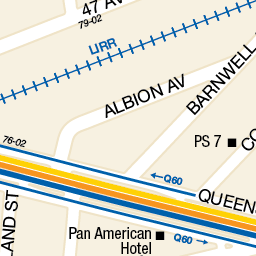 47 AV
79-02
LIRR
ALBION AV
BARNWELL
PS 7
CO
76-02
Q60
QUEENS
LAND ST
Pan American
Hotel
Q60